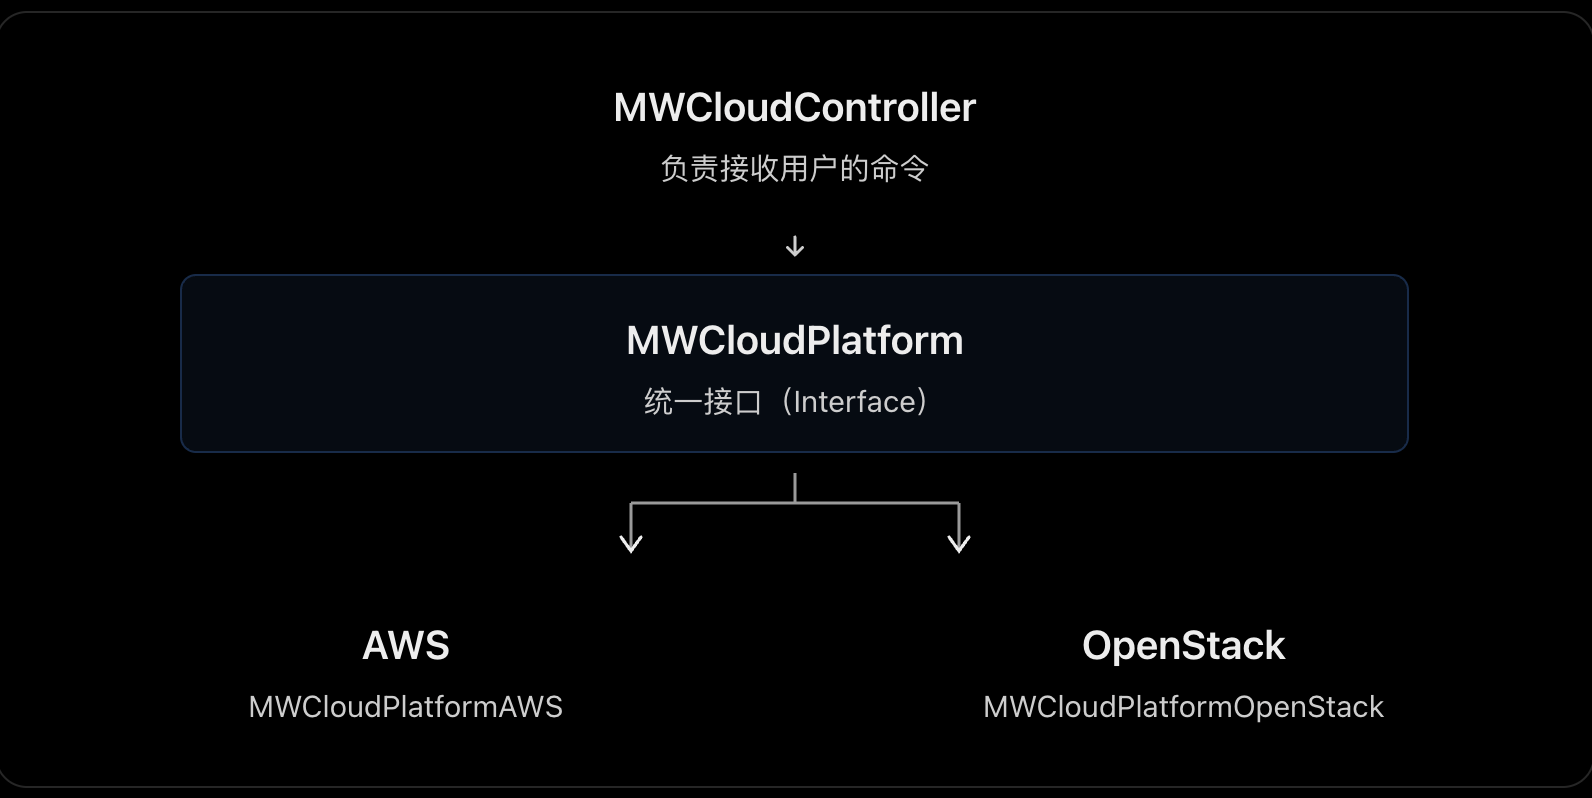 MWCloudController
负责接收用户的命令
MWCloudPlatform
统一接口（Interface）
AWS
OpenStack
MWCloudPlatformAWS
MWCloudPlatformOpenStack